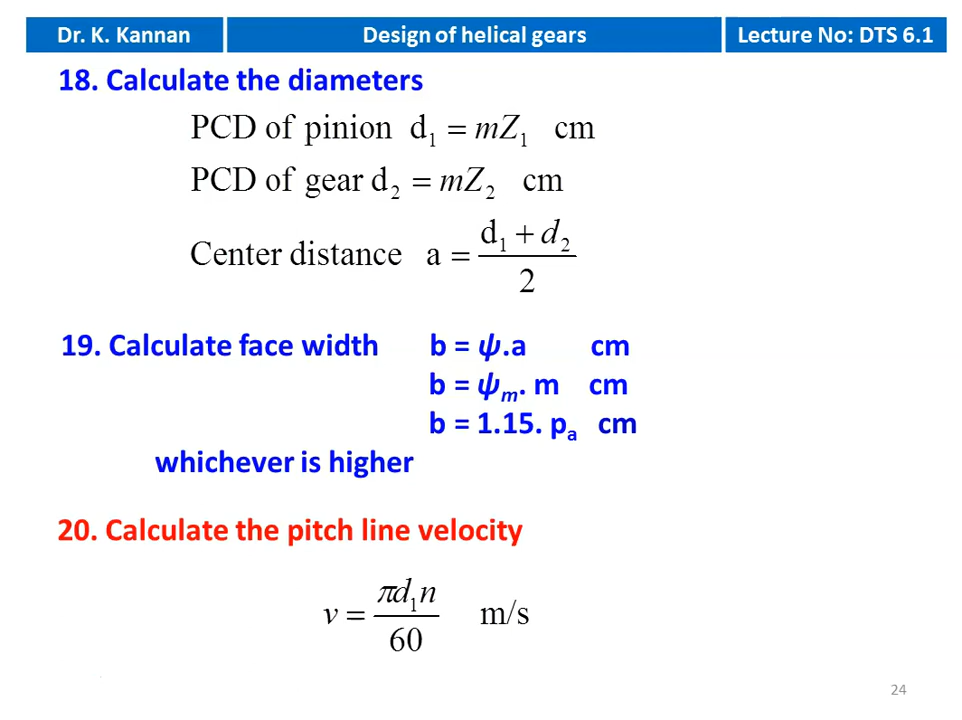 Dr. K. Kannan Design of helical gears Lecture No: DTS 6.1
18. Calculate the diameters
PCD of pinion d₁ = mZ₁ cm
PCD of gear d₂ = mZ₂ cm
Center distance a = (d₁ + d₂) / 2
19. Calculate face width b = ψ.a cm
b = ψₘ. m cm
b = 1.15. pₐ cm
whichever is higher
20. Calculate the pitch line velocity
v = πd₁n / 60 m/s
24